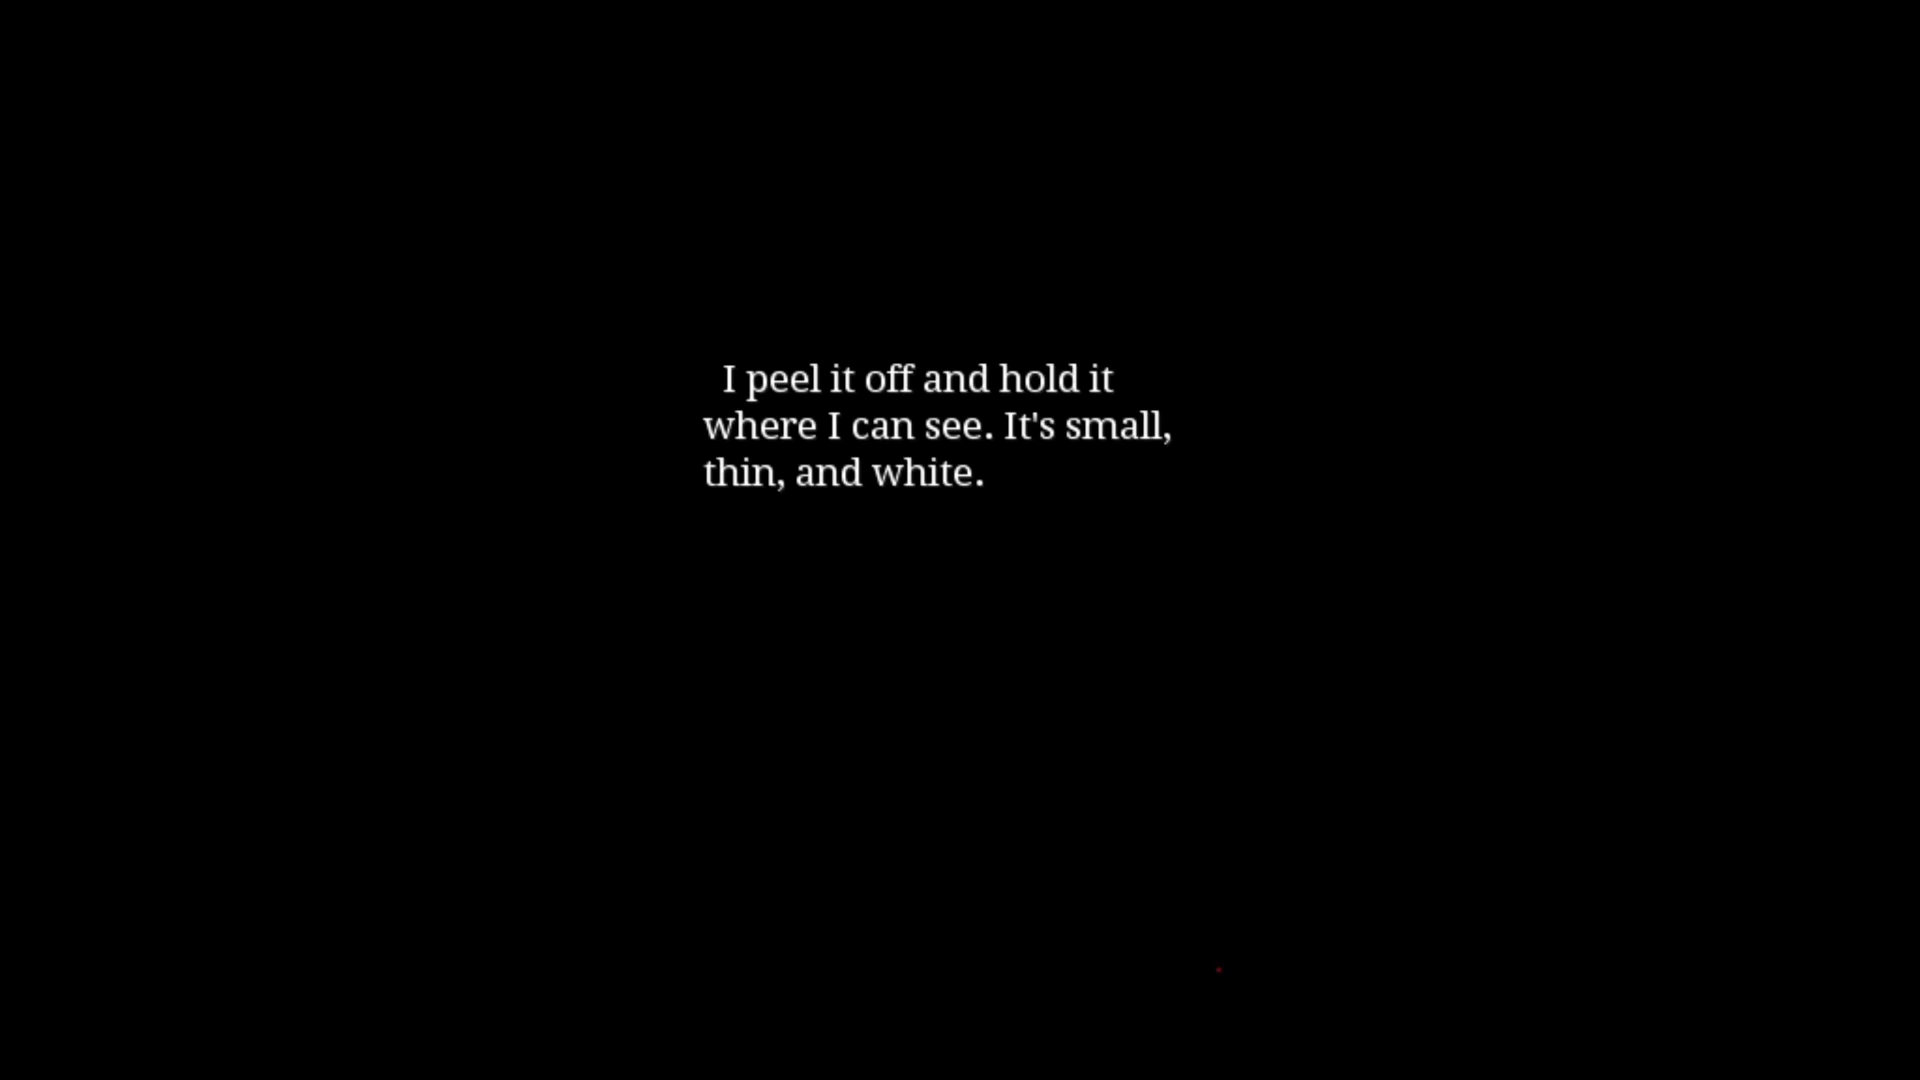 I peel it off and hold it
where I can see. It's small,
thin, and white.